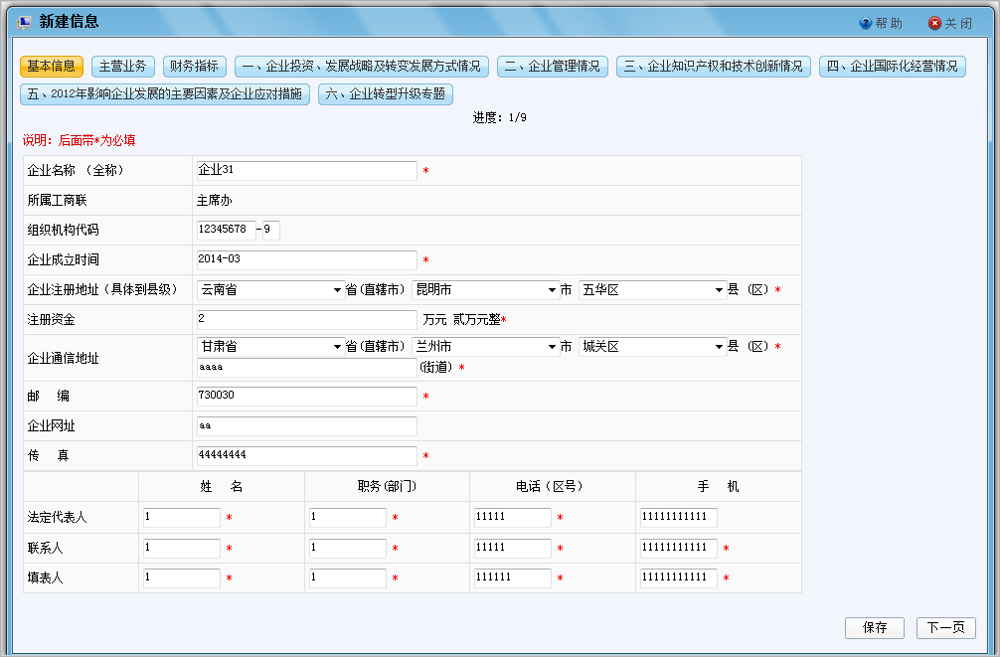 新建信息 帮 助 关 闭
基本信息 主营业务 财务指标 一、企业投资、发展战略及转变发展方式情况 二、企业管理情况 三、企业知识产权和技术创新情况 四、企业国际化经营情况
五、2012年影响企业发展的主要因素及企业应对措施 六、企业转型升级专题
进度: 1/9
说明: 后面带*为必填
企业名称 （全称） 企业31 *
所属工商联 主席办
组织机构代码 12345678 - 9
企业成立时间 2014-03 *
企业注册地址（具体到县级） 云南省 省(直辖市) 昆明市 市 五华区 县 (区) *
注册资金 2 万元 贰万元整*
企业通信地址 甘肃省 省(直辖市) 兰州市 市 城关区 县 (区) *
aaaa (街道) *
邮 编 730030 *
企业网址 aa
传 真 44444444 *
姓 名 职务(部门) 电话（区号） 手 机
法定代表人 1 * 1 * 11111 * 11111111111
联系人 1 * 1 * 11111 * 11111111111 *
填表人 1 * 1 * 111111 * 11111111111 *
保存 下一页